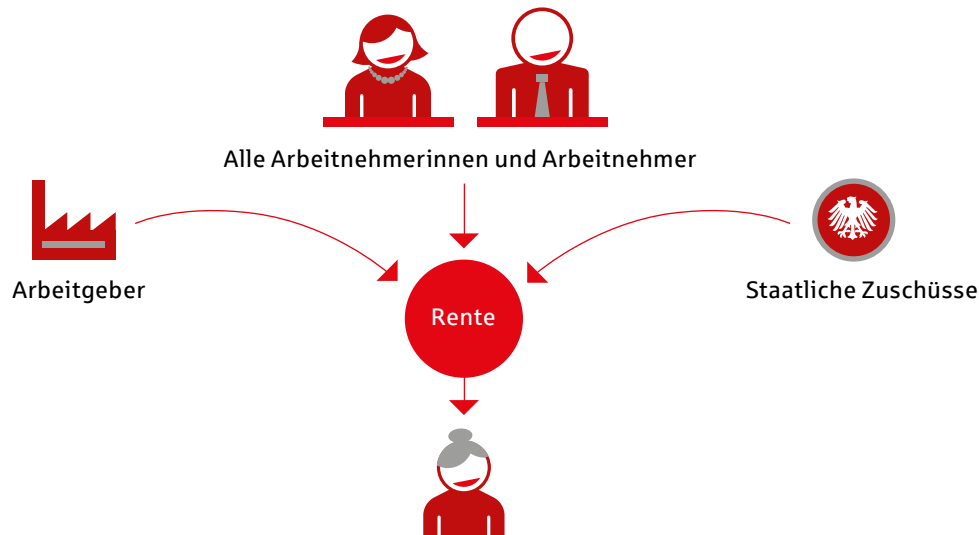 Alle Arbeitnehmerinnen und Arbeitnehmer
Arbeitgeber
Staatliche Zuschüsse
Rente